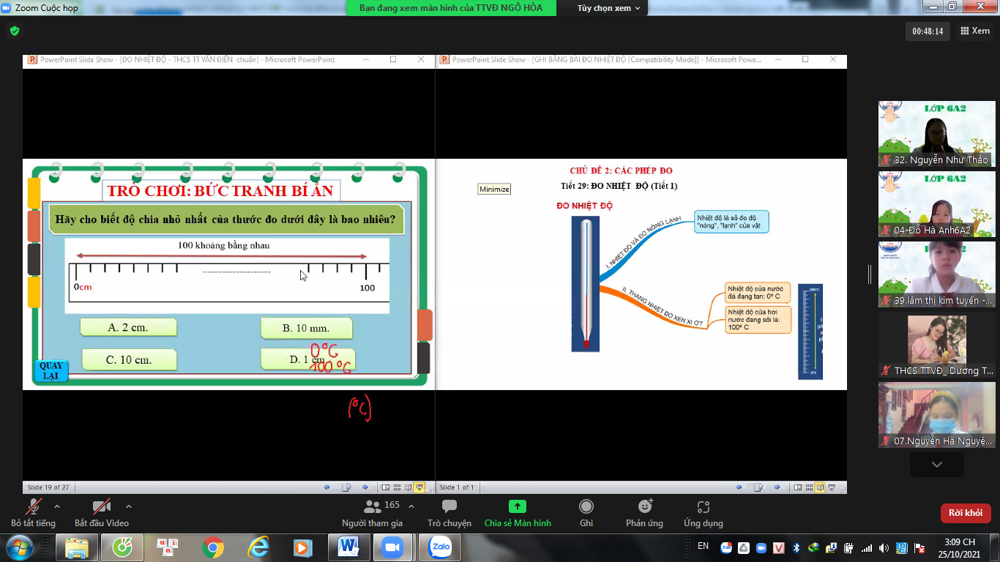 Zoom Cuộc họp
Bạn đang xem màn hình của TTVĐ NGÔ HÒA
Tùy chọn xem
00:48:14
Xem
PowerPoint Slide Show - [ĐO NHIỆT ĐỘ - THCS TT VĂN ĐIỂN chuẩn] - Microsoft PowerPoint
TRÒ CHƠI: BỨC TRANH BÍ ẨN
Hãy cho biết độ chia nhỏ nhất của thước đo dưới đây là bao nhiêu?
100 khoảng bằng nhau
0cm
100
A. 2 cm.
B. 10 mm.
C. 10 cm.
D. 1 cm
0°C
100°C
(°C)
QUAY
LẠI
Slide 19 of 27
PowerPoint Slide Show - [GHI BẢNG BÀI ĐO NHIỆT ĐỘ [Compatibility Mode]] - Microsoft Powe...
Minimize
CHỦ ĐỀ 2: CÁC PHÉP ĐO
Tiết 29: ĐO NHIỆT ĐỘ (Tiết 1)
ĐO NHIỆT ĐỘ
I. NHIỆT ĐỘ VÀ ĐỘ NÓNG LẠNH
Nhiệt độ là số đo độ
"nóng", "lạnh" của vật
II. THANG NHIỆT ĐỘ XEN XI ÓT
Nhiệt độ của nước
đá đang tan: 0º C
Nhiệt độ của hơi
nước đang sôi là:
100º C
100°C
0°C
Slide 1 of 1
LỚP 6A2
32. Nguyễn Như Thảo
LỚP 6A2
04-Đỗ Hà Anh6A2
39.lâm thị kim tuyến -...
THCS TTVĐ_ Dương T...
07.Nguyễn Hà Nguyê...
Bỏ tắt tiếng
Bắt đầu Video
165
Người tham gia
Trò chuyện
Chia sẻ Màn hình
Ghi
Phản ứng
Ứng dụng
Rời khỏi
Zalo
EN
3:09 CH
25/10/2021